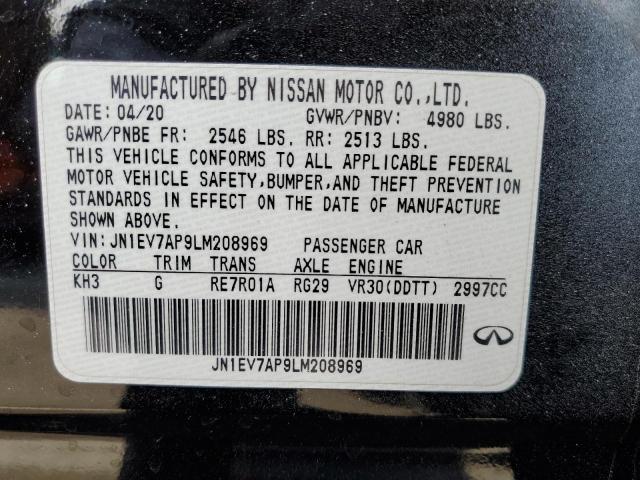 MANUFACTURED BY NISSAN MOTOR CO.,LTD.
DATE: 04/20 GVWR/PNBV: 4980 LBS.
GAWR/PNBE FR: 2546 LBS. RR: 2513 LBS.
THIS VEHICLE CONFORMS TO ALL APPLICABLE FEDERAL
MOTOR VEHICLE SAFETY,BUMPER,AND THEFT PREVENTION
STANDARDS IN EFFECT ON THE DATE OF MANUFACTURE
SHOWN ABOVE.
VIN:JN1EV7AP9LM208969 PASSENGER CAR
COLOR TRIM TRANS AXLE ENGINE
KH3 G RE7R01A RG29 VR30(DDTT) 2997CC
JN1EV7AP9LM208969